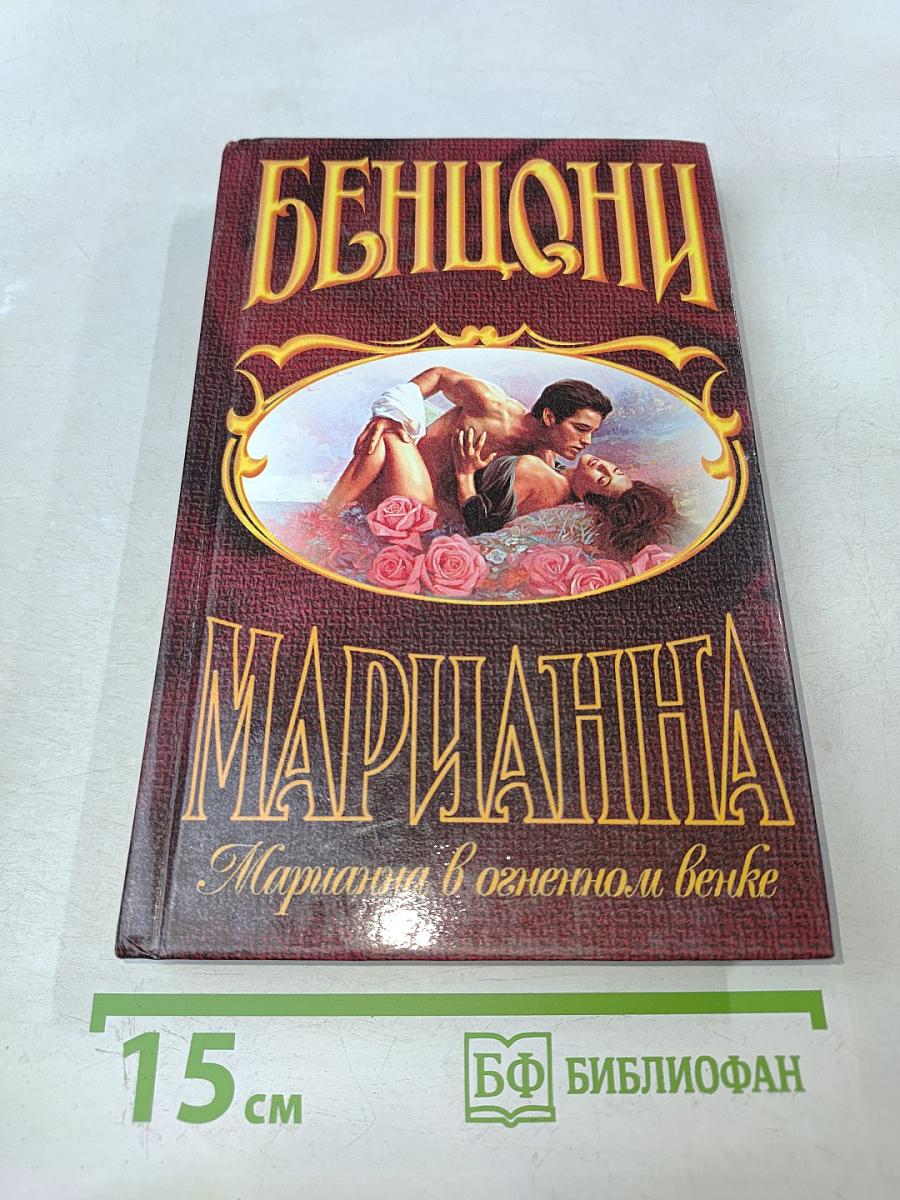 БЕНЦОНИ
МАРИАННА
Марианна в огненном венке
15 см
БФ БИБЛИОФАН